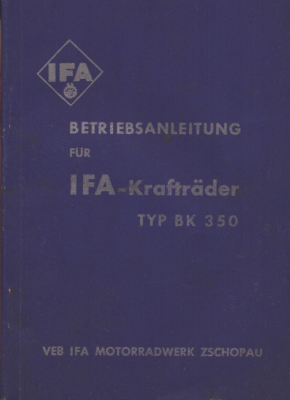 IFA
BETRIEBSANLEITUNG
FÜR
IFA-Krafträder
TYP BK 350
VEB IFA MOTORRADWERK ZSCHOPAU